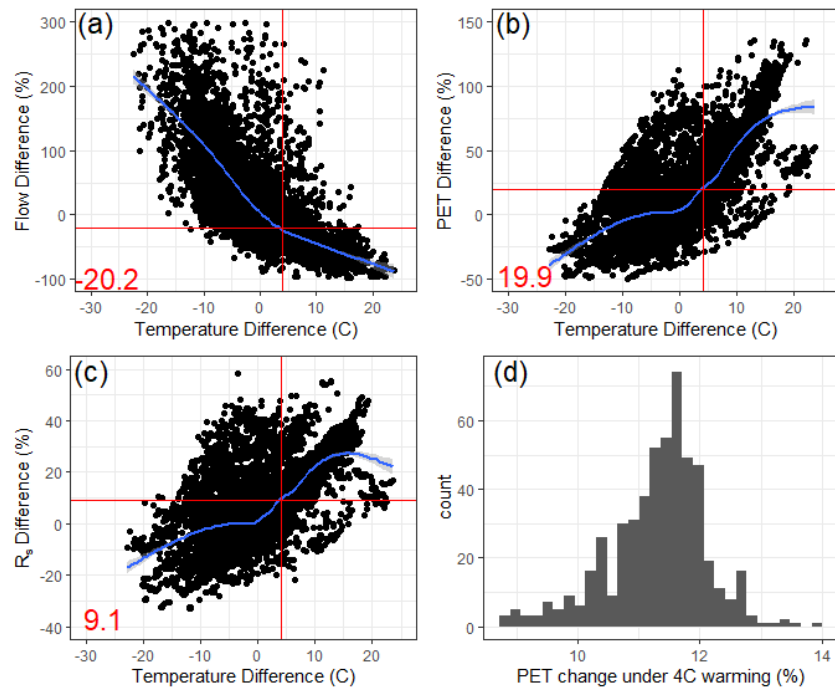 (a)
Flow Difference (%)
300
200
100
0
-100
-20.2
-30 -20 -10 0 10 20
Temperature Difference (C)
(b)
PET Difference (%)
150
100
50
0
-50
19.9
-30 -20 -10 0 10 20
Temperature Difference (C)
(c)
Rs Difference (%)
60
40
20
0
-20
-40
9.1
-30 -20 -10 0 10 20
Temperature Difference (C)
(d)
count
60
40
20
0
10 12 14
PET change under 4C warming (%)